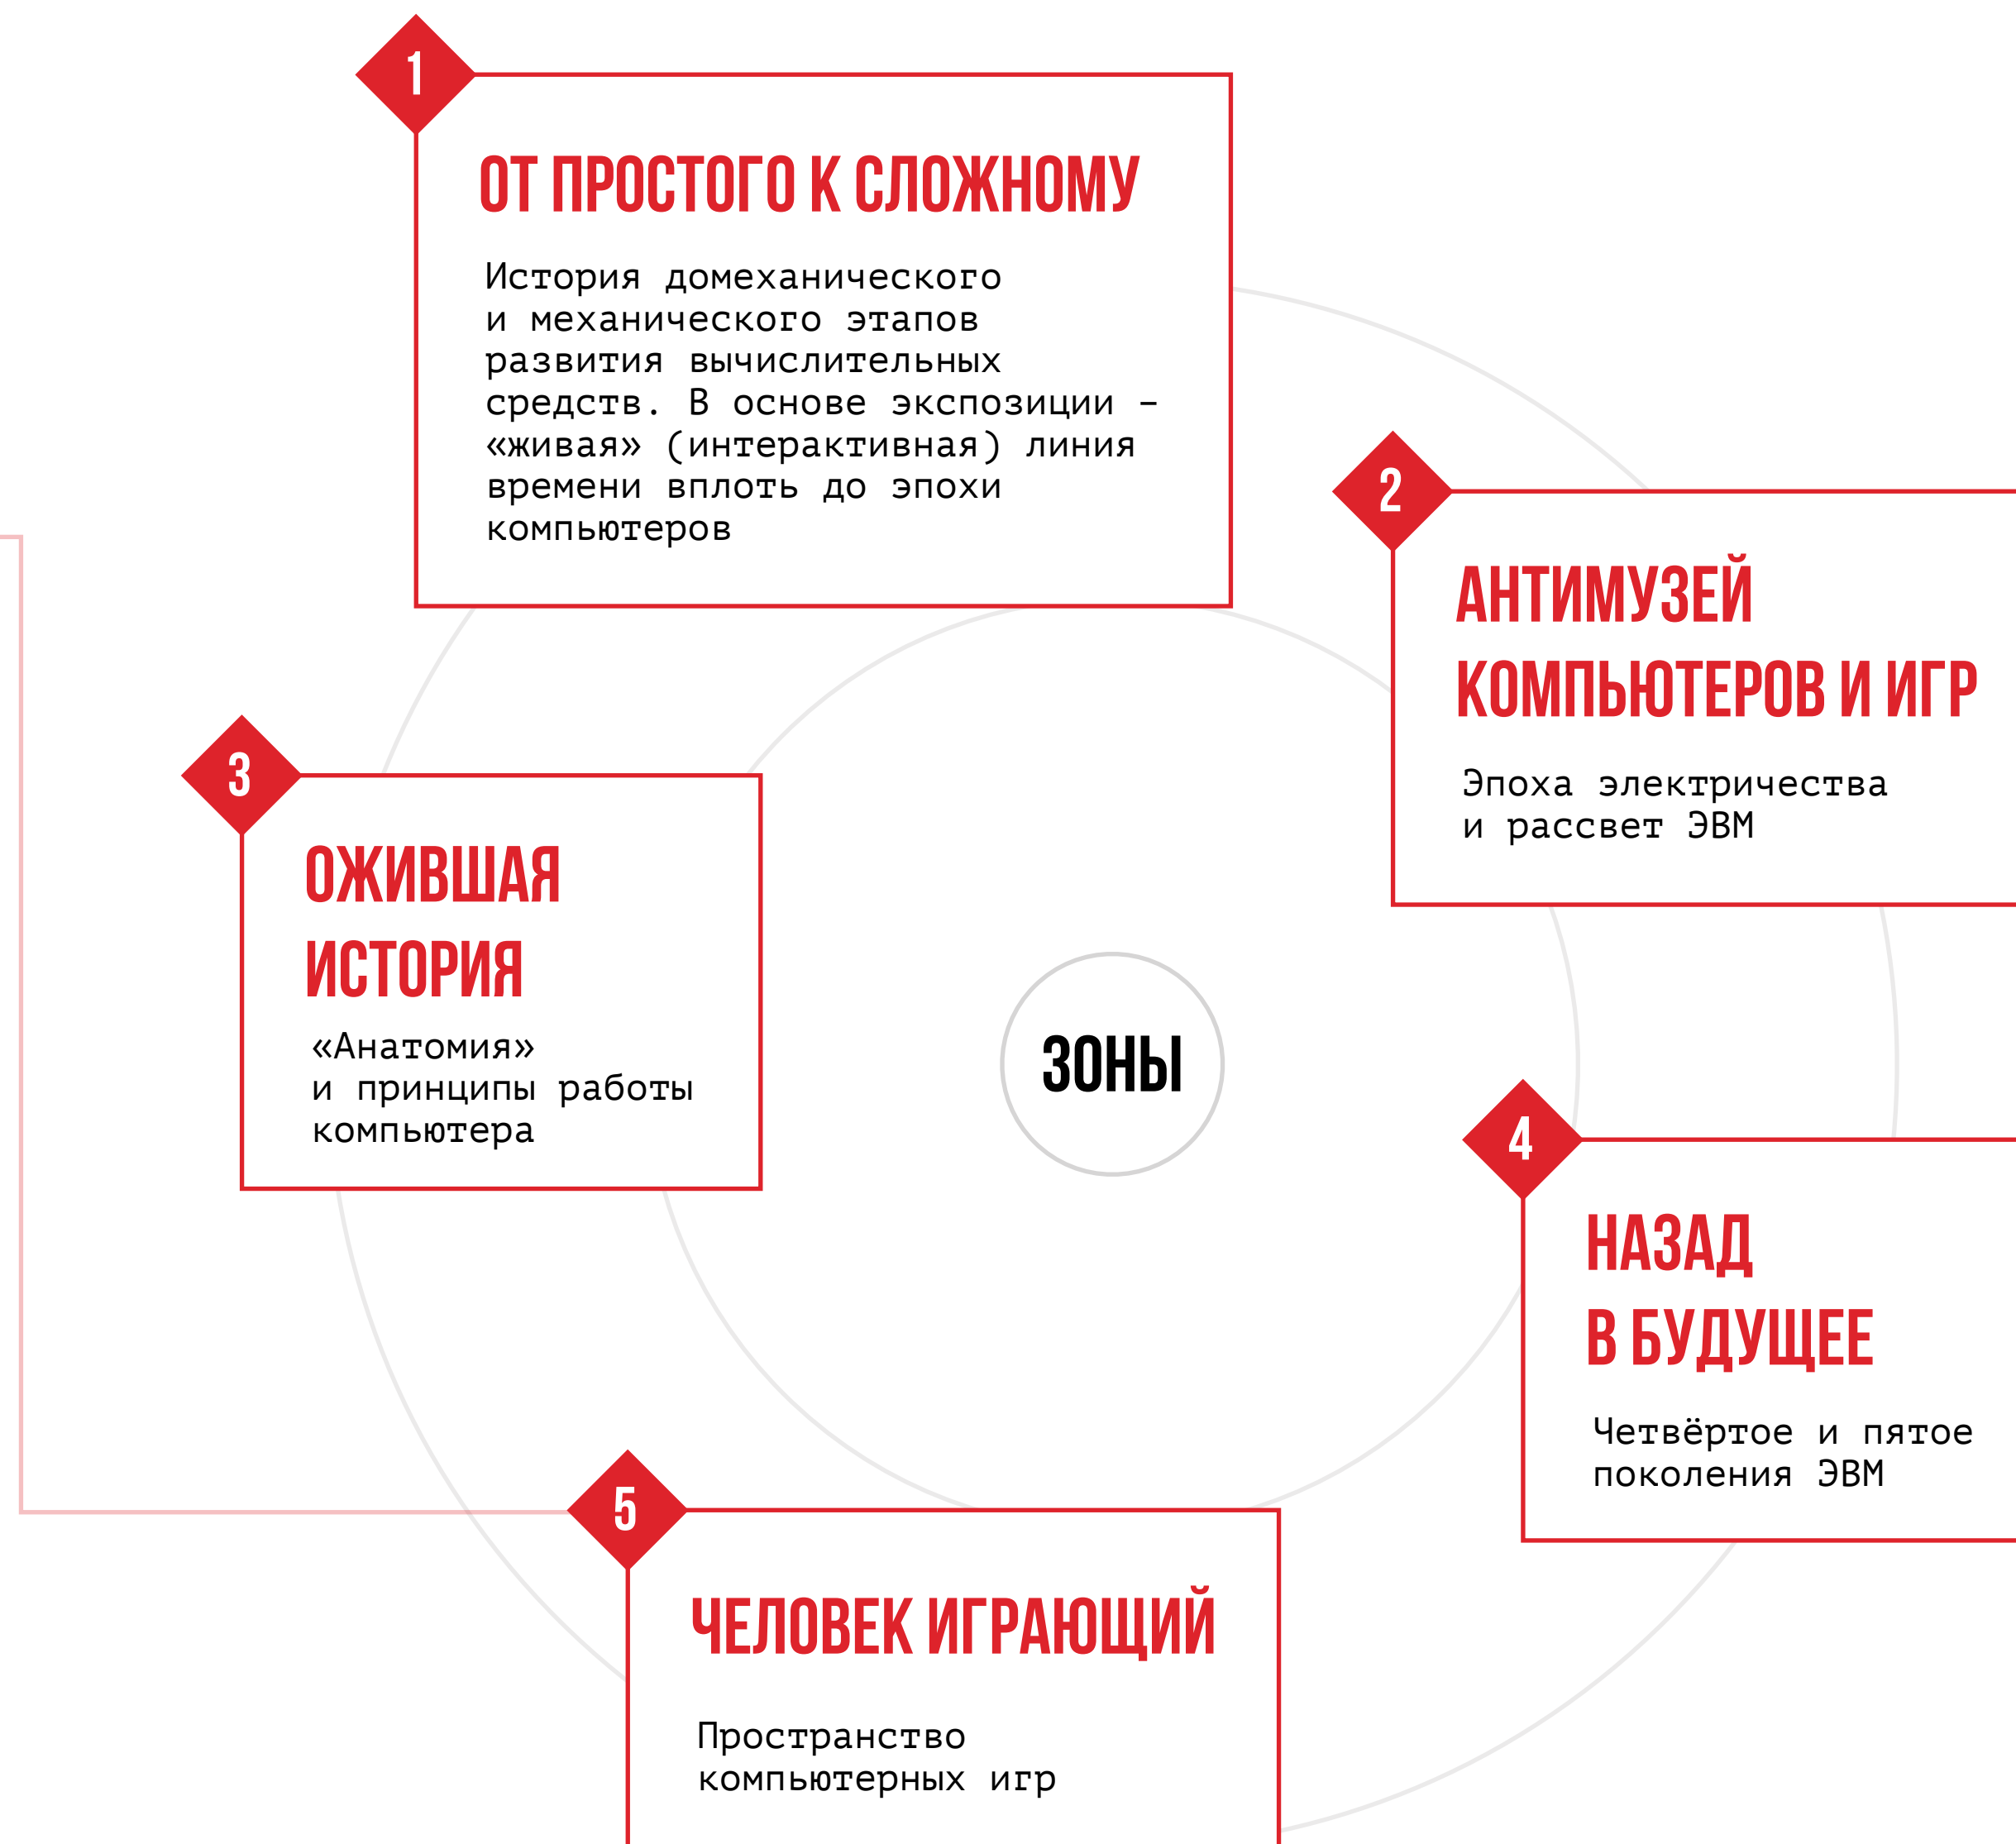 1
ОТ ПРОСТОГО К СЛОЖНОМУ
История домеханического
и механического этапов
развития вычислительных
средств. В основе экспозиции –
«живая» (интерактивная) линия
времени вплоть до эпохи
компьютеров
2
АНТИМУЗЕЙ
КОМПЬЮТЕРОВ И ИГР
Эпоха электричества
и рассвет ЭВМ
3
ОЖИВШАЯ
ИСТОРИЯ
«Анатомия»
и принципы работы
компьютера
ЗОНЫ
4
НАЗАД
В БУДУЩЕЕ
Четвёртое и пятое
поколения ЭВМ
5
ЧЕЛОВЕК ИГРАЮЩИЙ
Пространство
компьютерных игр